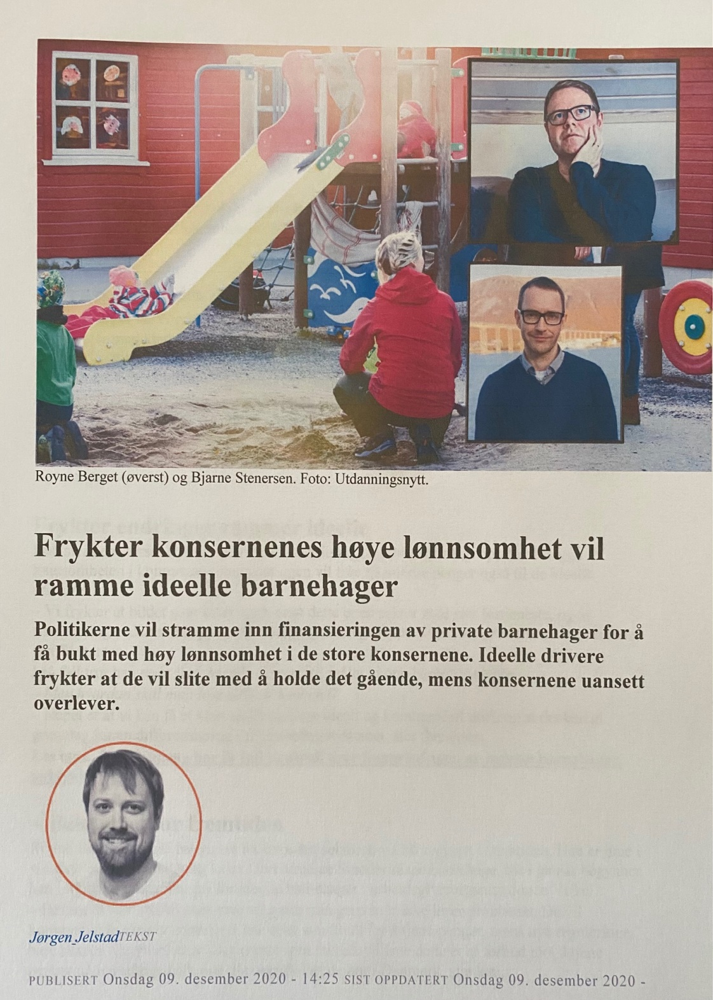 Royne Berget (øverst) og Bjarne Stenersen. Foto: Utdanningsnytt.
Frykter konsernenes høye lønnsomhet vil
ramme ideelle barnehager
Politikerne vil stramme inn finansieringen av private barnehager for å
få bukt med høy lønnsomhet i de store konsernene. Ideelle drivere
frykter at de vil slite med å holde det gående, mens konsernene uansett
overlever.
Jørgen JelstadTEKST
PUBLISERT Onsdag 09. desember 2020 - 14:25 SIST OPPDATERT Onsdag 09. desember 2020 -